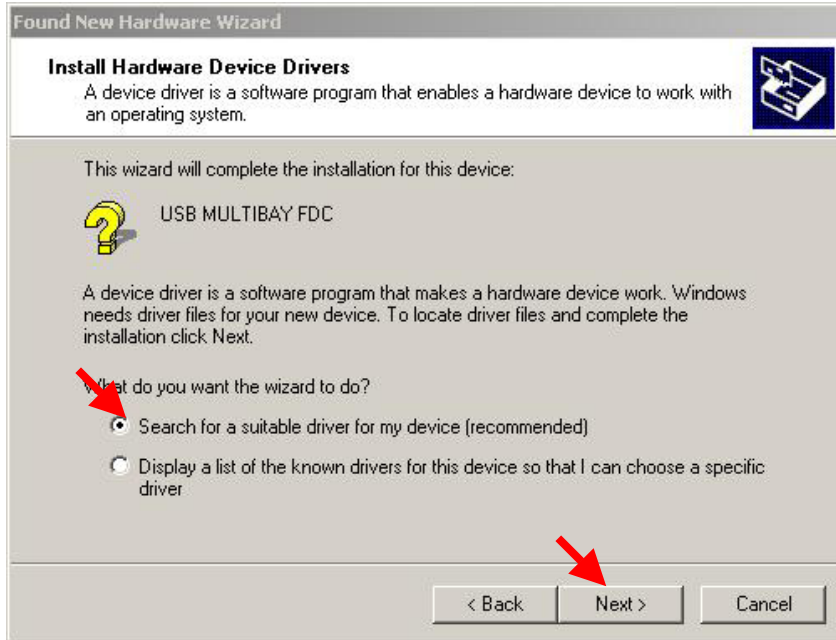 Found New Hardware Wizard
Install Hardware Device Drivers
A device driver is a software program that enables a hardware device to work with
an operating system.
This wizard will complete the installation for this device:
USB MULTIBAY FDC
A device driver is a software program that makes a hardware device work. Windows
needs driver files for your new device. To locate driver files and complete the
installation click Next.
What do you want the wizard to do?
Search for a suitable driver for my device (recommended)
Display a list of the known drivers for this device so that I can choose a specific
driver
< Back Next > Cancel